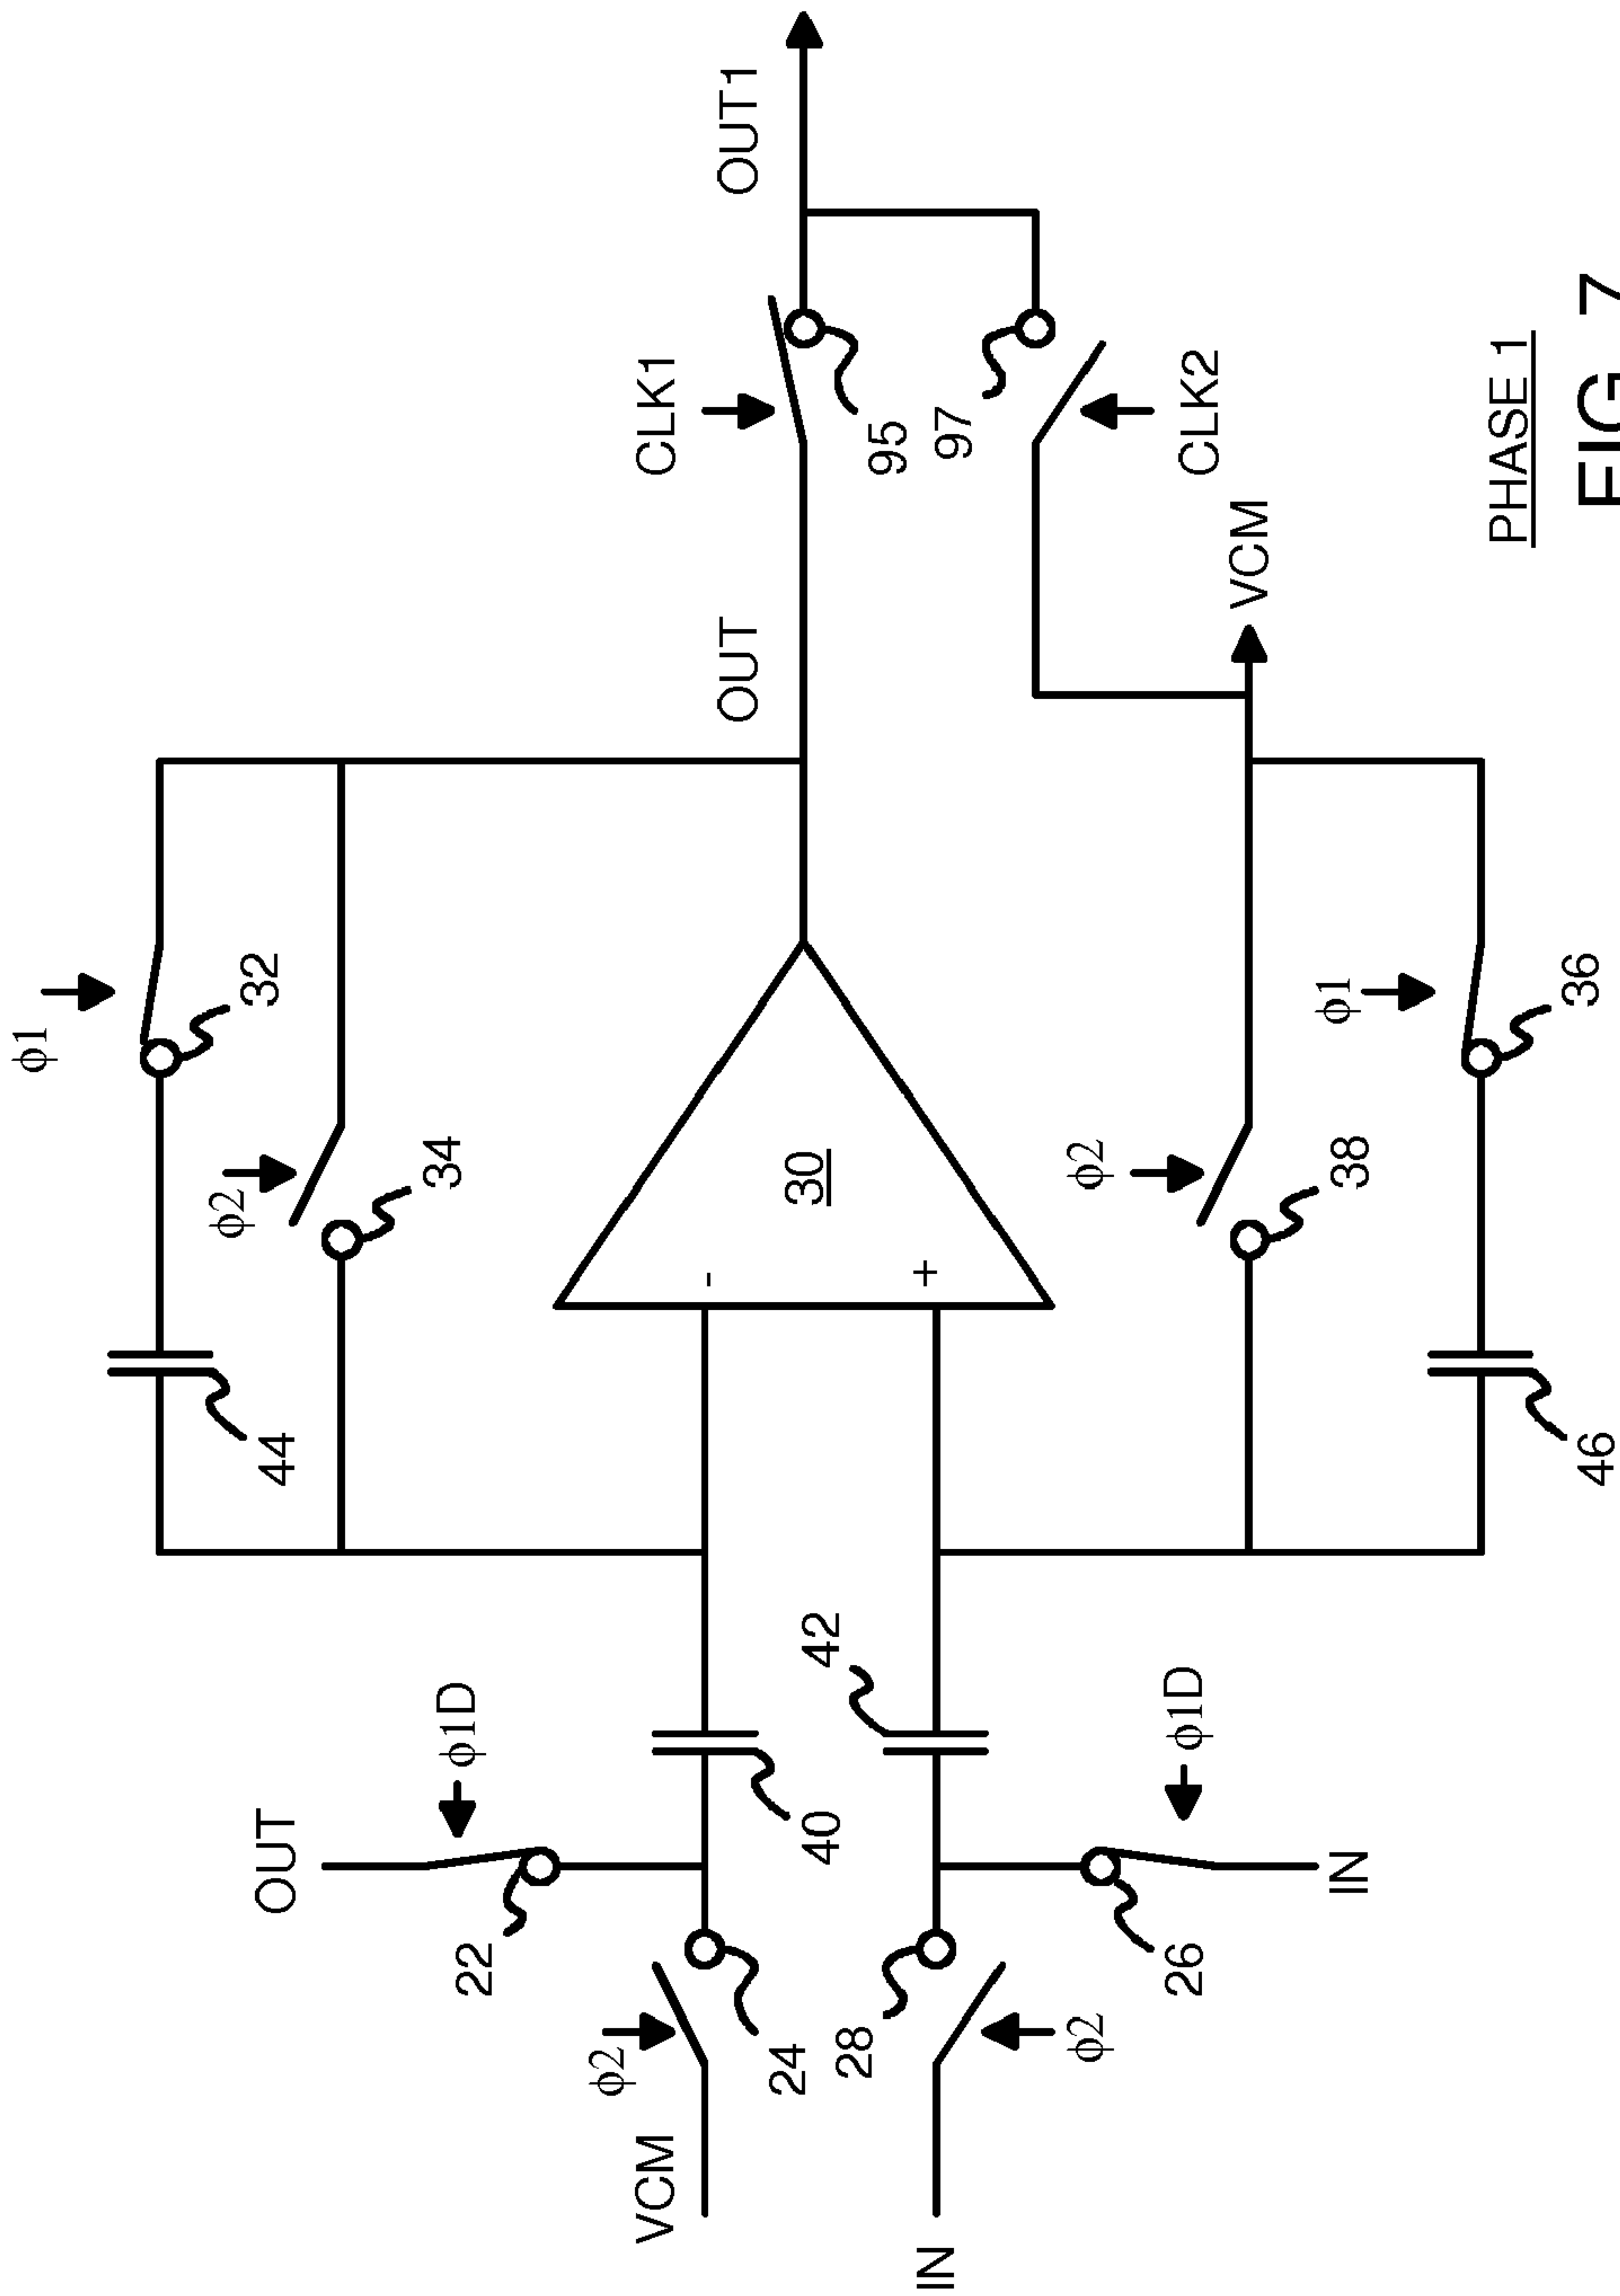 φ1
32
44
φ2
34
OUT
φ1D
22
VCM
φ2
24
40
-
30
+
OUT
CLK1
OUT1
95
97
CLK2
IN
28
42
φ2
26
φ1D
IN
φ2
38
VCM
φ1
36
46
PHASE 1
FIG. 7